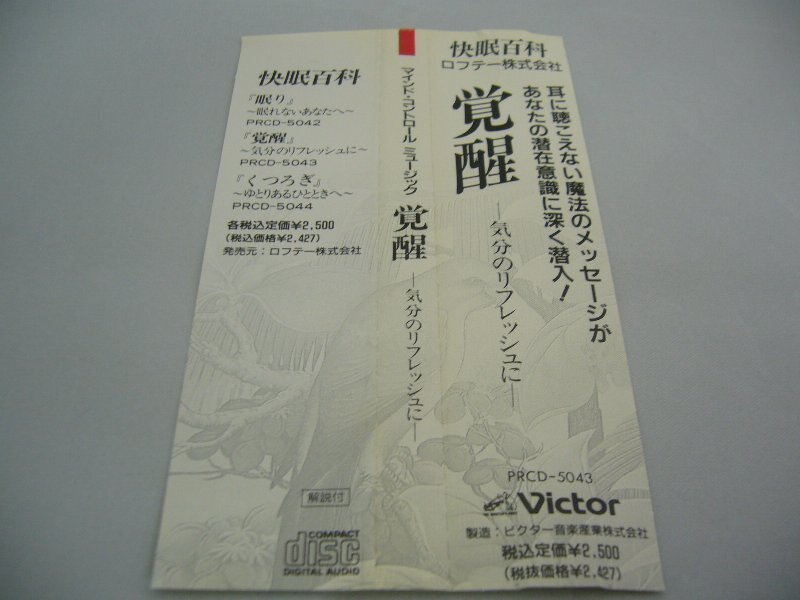 快眠百科
『眠り』
〜眠れないあなたへ〜
PRCD-5042
『覚醒』
〜気分のリフレッシュに〜
PRCD-5043
『くつろぎ』
〜ゆとりあるひとときへ〜
PRCD-5044
各税込定価¥2,500
(税込価格¥2,427)
発売元：ロフテー株式会社
解説付
COMPACT
disc
DIGITAL AUDIO
マインド・コントロール ミュージック
覚醒
―気分のリフレッシュに―
快眠百科
ロフテー株式会社
耳に聴こえない魔法のメッセージが
あなたの潜在意識に深く潜入！
覚醒
―気分のリフレッシュに―
PRCD-5043
Victor
製造：ビクター音楽産業株式会社
税込定価¥2,500
(税抜価格¥2,427)